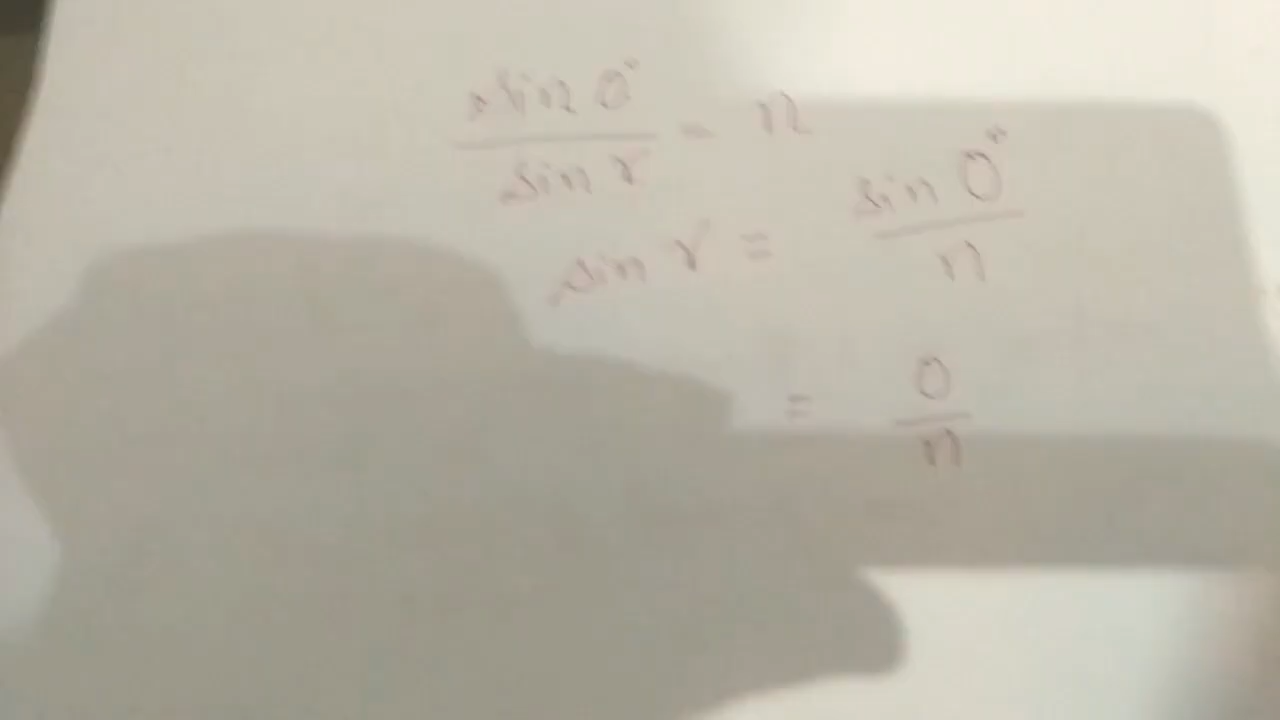 sin 0° / sin r = n
sin r = sin 0° / n
= 0 / n